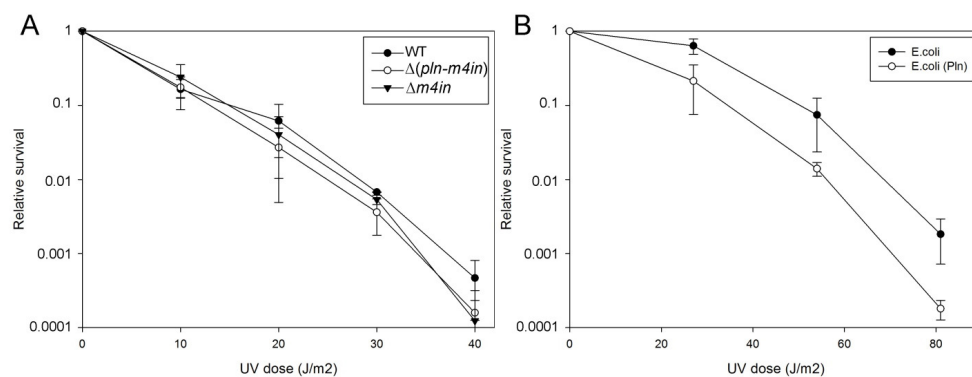 A
1
0.1
0.01
0.001
0.0001
Relative survival
0
10
20
30
40
UV dose (J/m2)
WT
Δ(pln-m4in)
Δm4in
B
1
0.1
0.01
0.001
0.0001
Relative survival
0
20
40
60
80
UV dose (J/m2)
E.coli
E.coli (Pln)